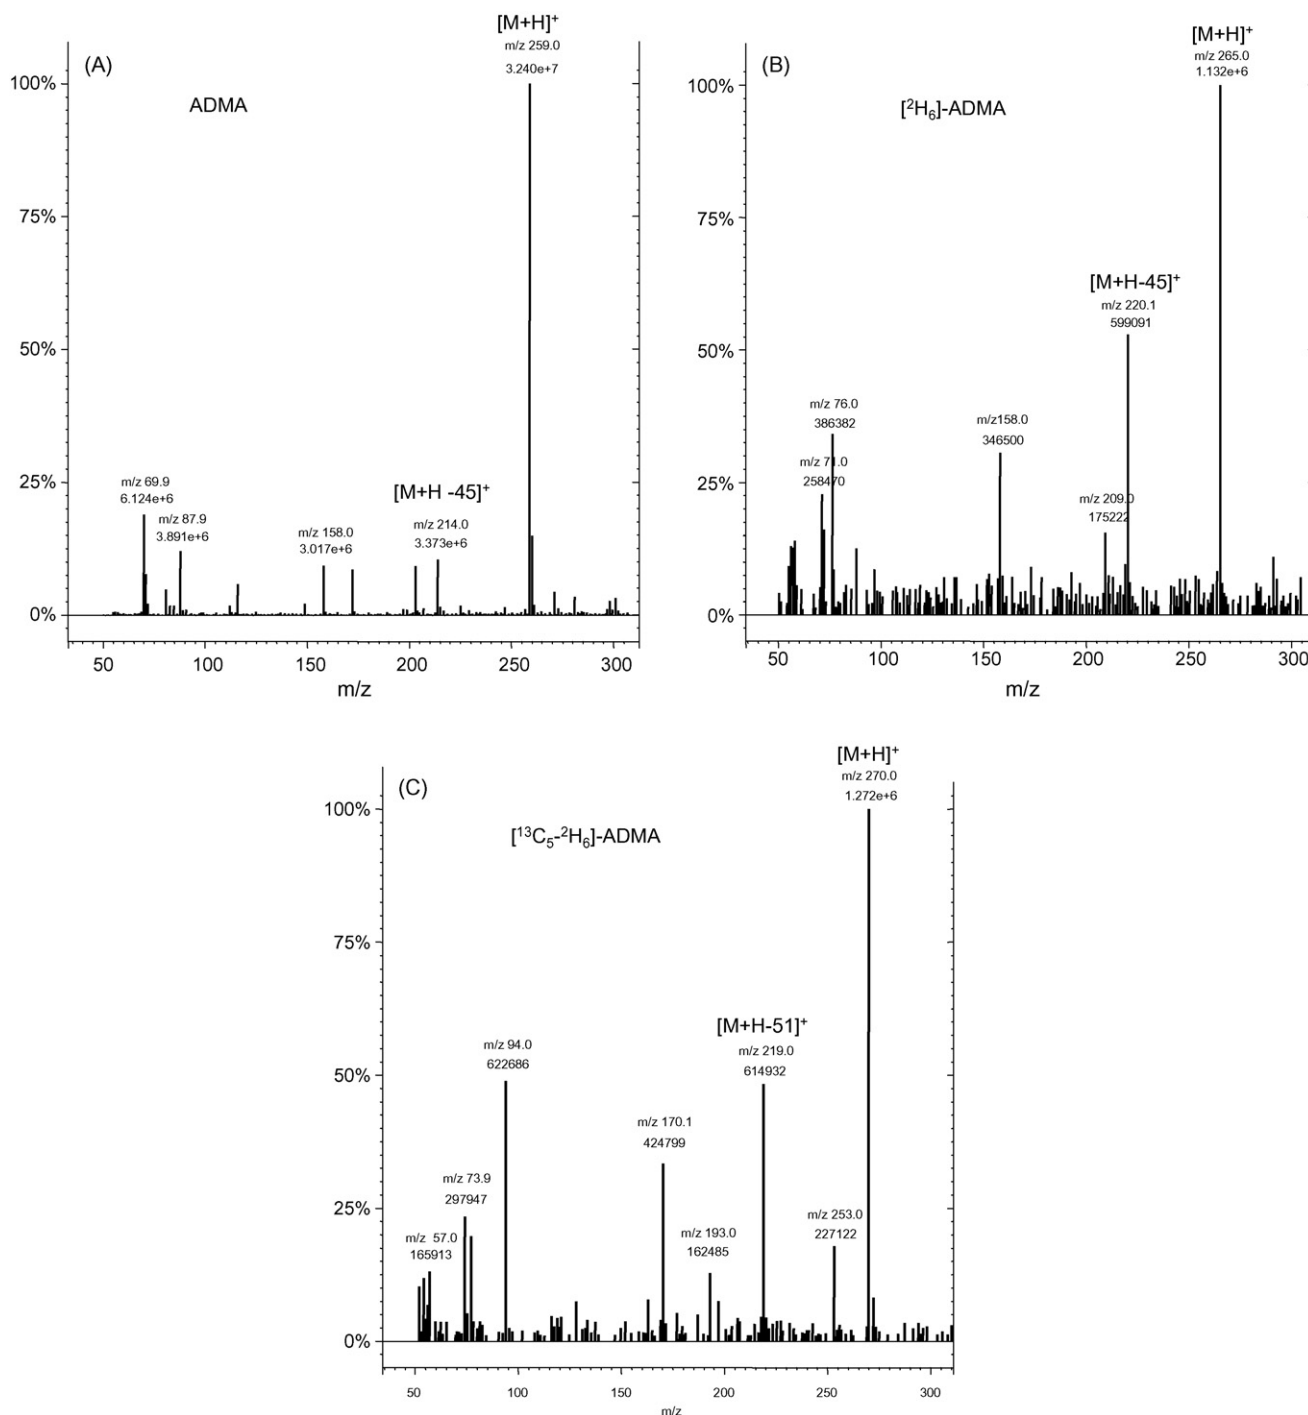 [M+H]⁺
m/z 259.0
3.240e+7
(A)
ADMA
100%
75%
50%
25%
0%
[M+H -45]⁺
m/z 69.9
6.124e+6
m/z 87.9
3.891e+6
m/z 158.0
3.017e+6
m/z 214.0
3.373e+6
50 100 150 200 250 300
m/z
[M+H]⁺
m/z 265.0
1.132e+6
(B)
[²H₆]-ADMA
100%
75%
50%
25%
0%
[M+H-45]⁺
m/z 220.1
599091
m/z 76.0
386382
m/z158.0
346500
m/z 71.0
258470
m/z 209.0
175222
50 100 150 200 250 300
m/z
[M+H]⁺
m/z 270.0
1.272e+6
(C)
[¹³C₅-²H₆]-ADMA
100%
75%
50%
25%
0%
[M+H-51]⁺
m/z 219.0
614932
m/z 94.0
622686
m/z 170.1
424799
m/z 73.9
297947
m/z 57.0
165913
m/z 193.0
162485
m/z 253.0
227122
50 100 150 200 250 300
m/z